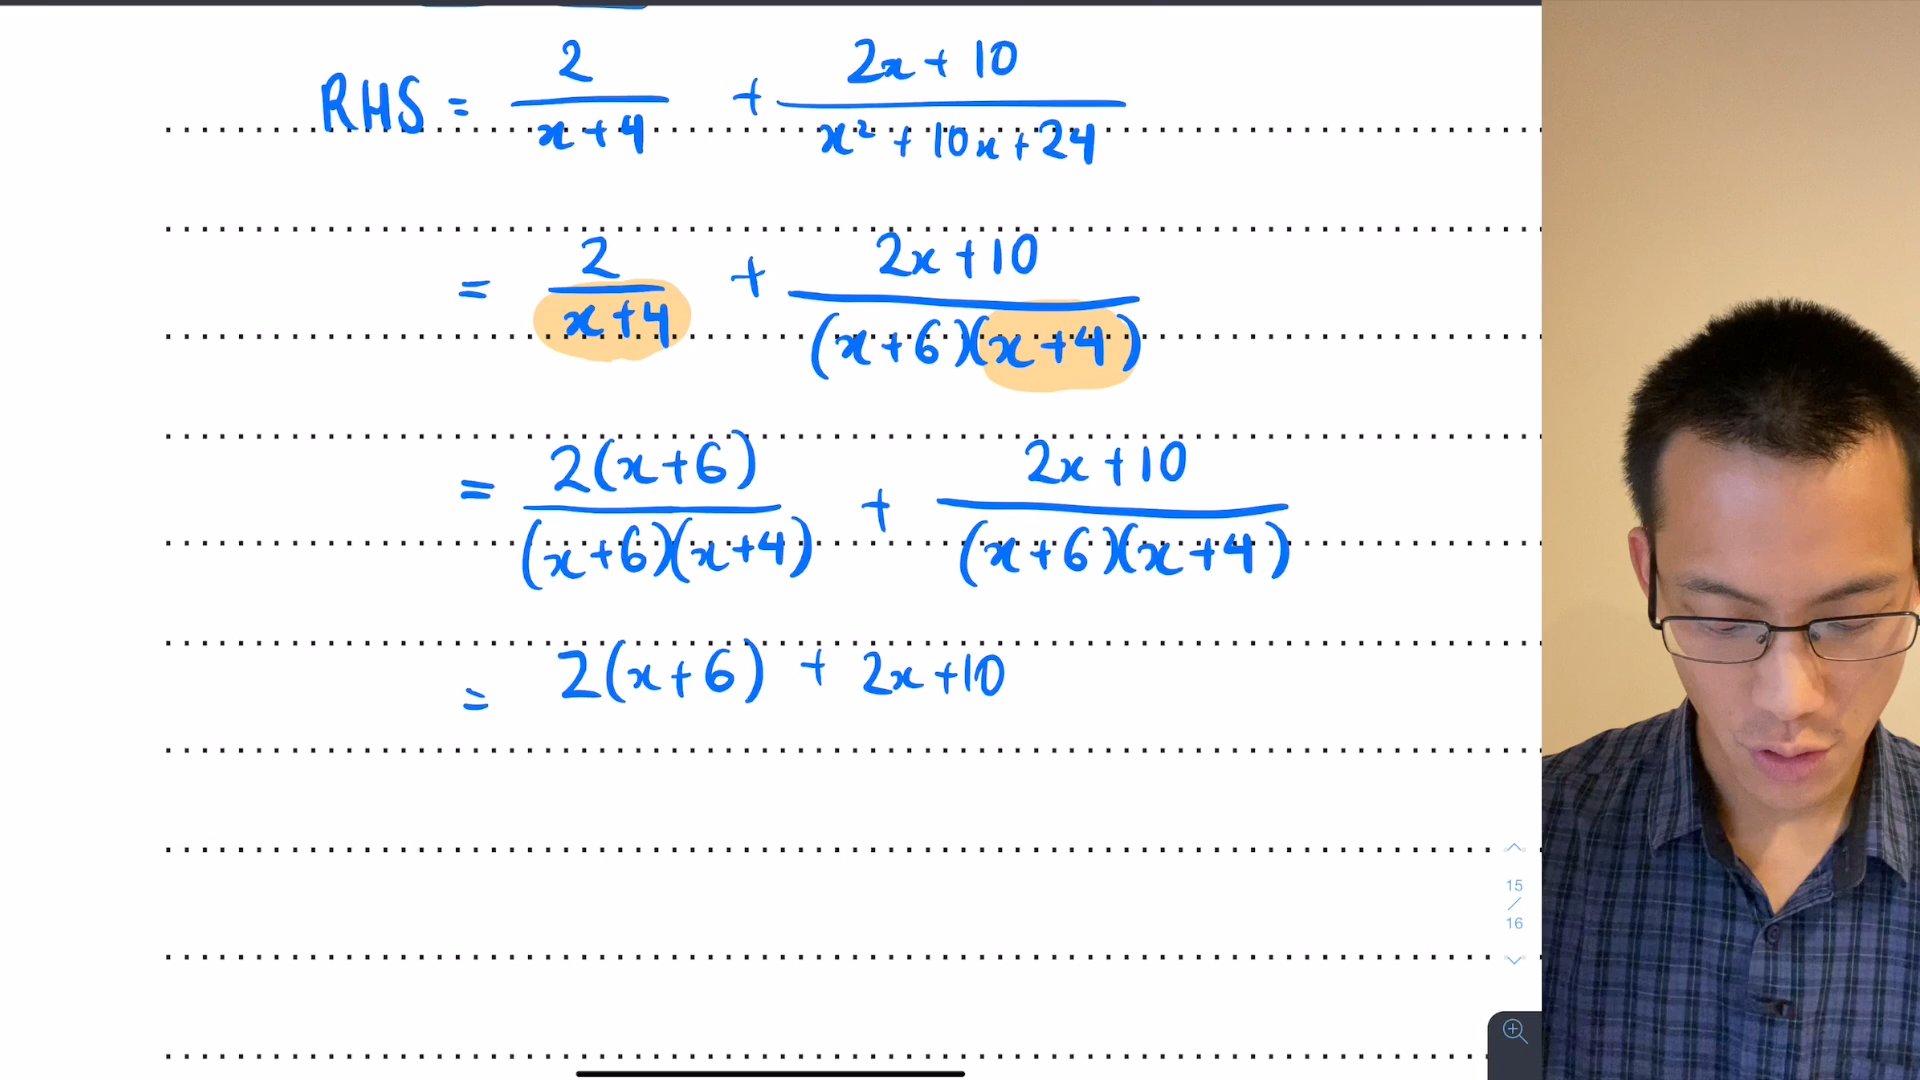 RHS = 2/(x+4) + (2x+10)/(x²+10x+24)
= 2/(x+4) + (2x+10)/((x+6)(x+4))
= 2(x+6)/((x+6)(x+4)) + (2x+10)/((x+6)(x+4))
= 2(x+6) + 2x+10
15
/
16